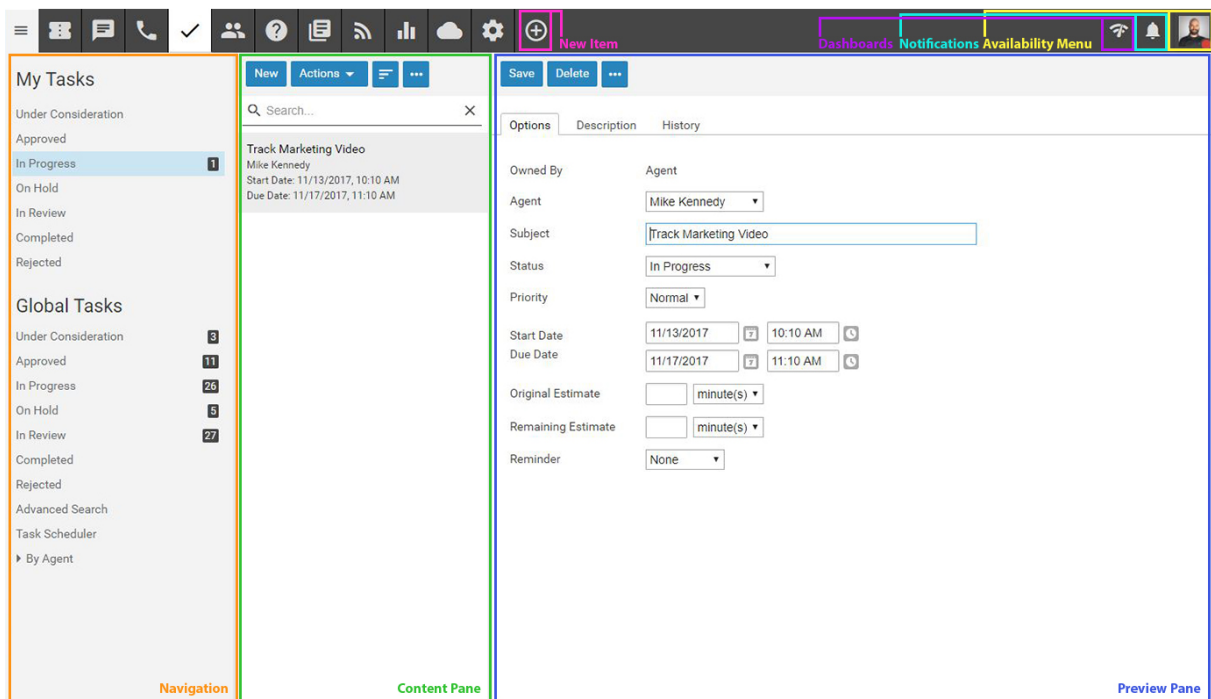 New Item
Dashboards Notifications Availability Menu
My Tasks
Under Consideration
Approved
In Progress 1
On Hold
In Review
Completed
Rejected
Global Tasks
Under Consideration 3
Approved 11
In Progress 26
On Hold 5
In Review 27
Completed
Rejected
Advanced Search
Task Scheduler
By Agent
Navigation
New Actions
Search...
Track Marketing Video
Mike Kennedy
Start Date: 11/13/2017, 10:10 AM
Due Date: 11/17/2017, 11:10 AM
Content Pane
Save Delete
Options Description History
Owned By Agent
Agent Mike Kennedy
Subject Track Marketing Video
Status In Progress
Priority Normal
Start Date 11/13/2017 7 10:10 AM
Due Date 11/17/2017 7 11:10 AM
Original Estimate minute(s)
Remaining Estimate minute(s)
Reminder None
Preview Pane